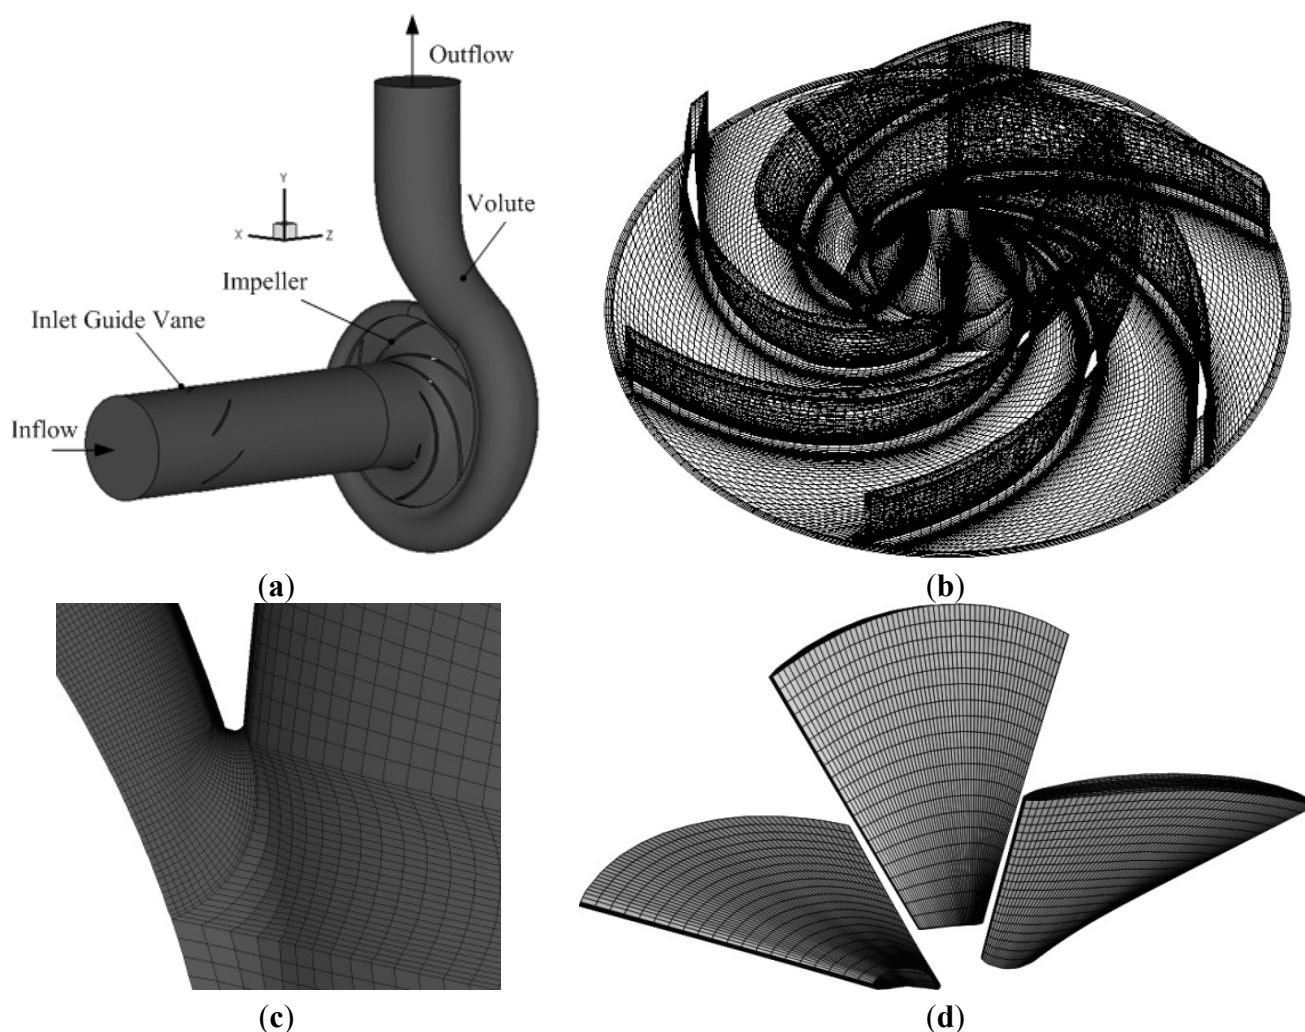 Outflow
Y
X
Z
Volute
Impeller
Inlet Guide Vane
Inflow
(a)
(b)
(c)
(d)